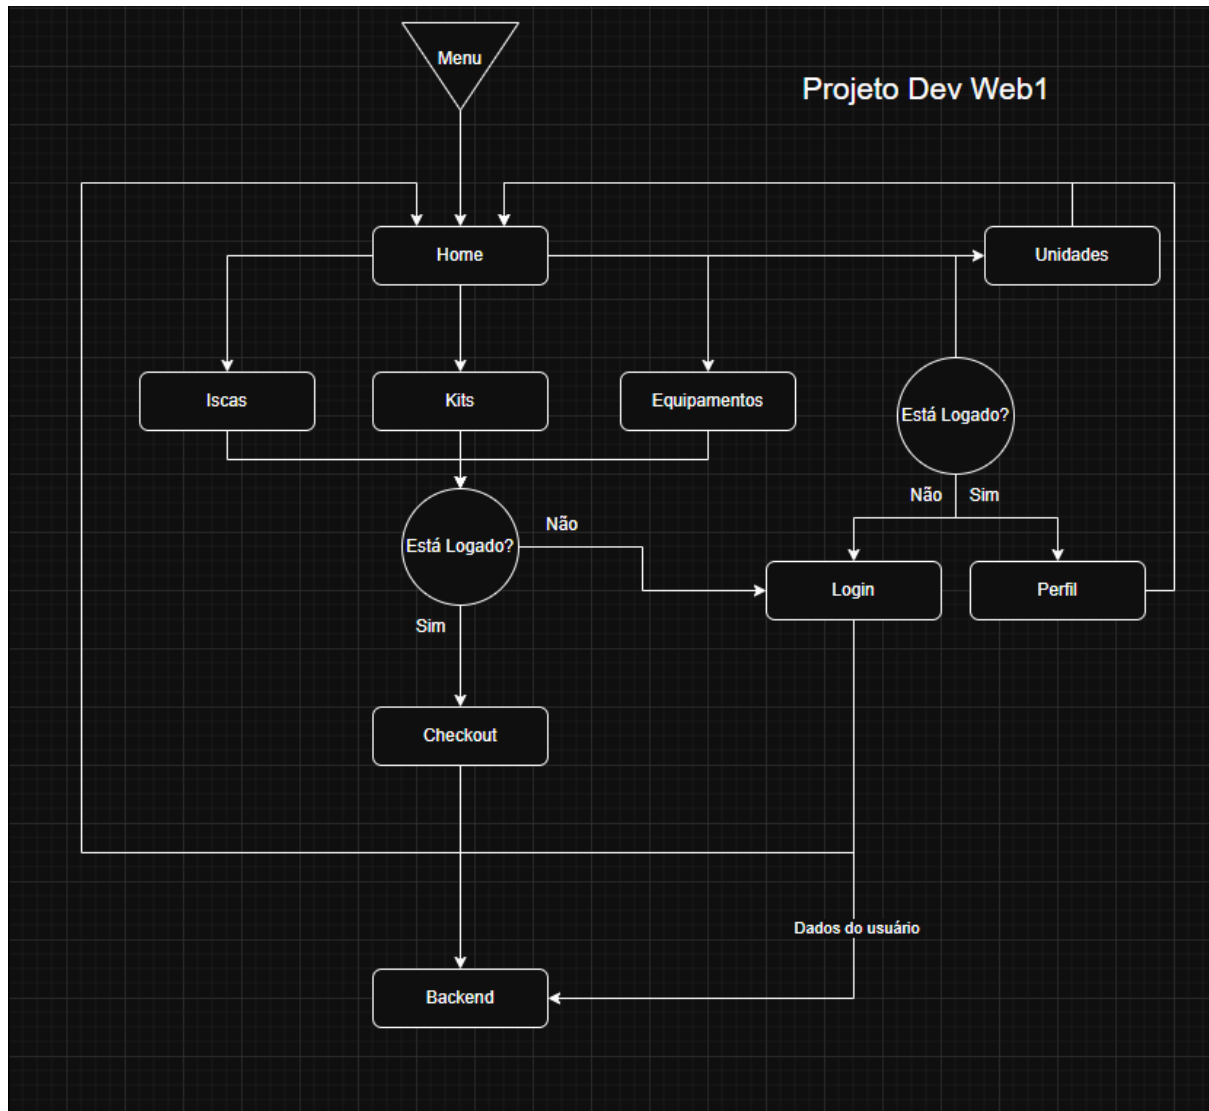 Menu
Projeto Dev Web1
Home
Unidades
Iscas
Kits
Equipamentos
Está Logado?
Não
Sim
Não
Está Logado?
Login
Perfil
Sim
Checkout
Dados do usuário
Backend